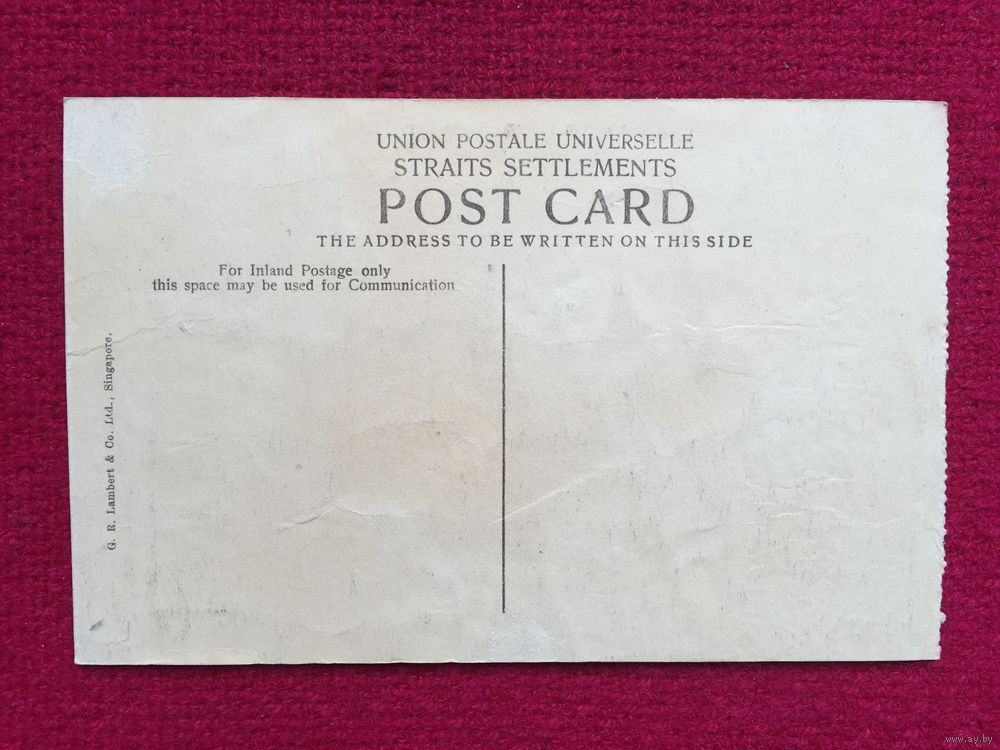 UNION POSTALE UNIVERSELLE
STRAITS SETTLEMENTS
POST CARD
THE ADDRESS TO BE WRITTEN ON THIS SIDE
For Inland Postage only
this space may be used for Communication
G. R. Lambert & Co. Ltd., Singapore.
www.ay.by